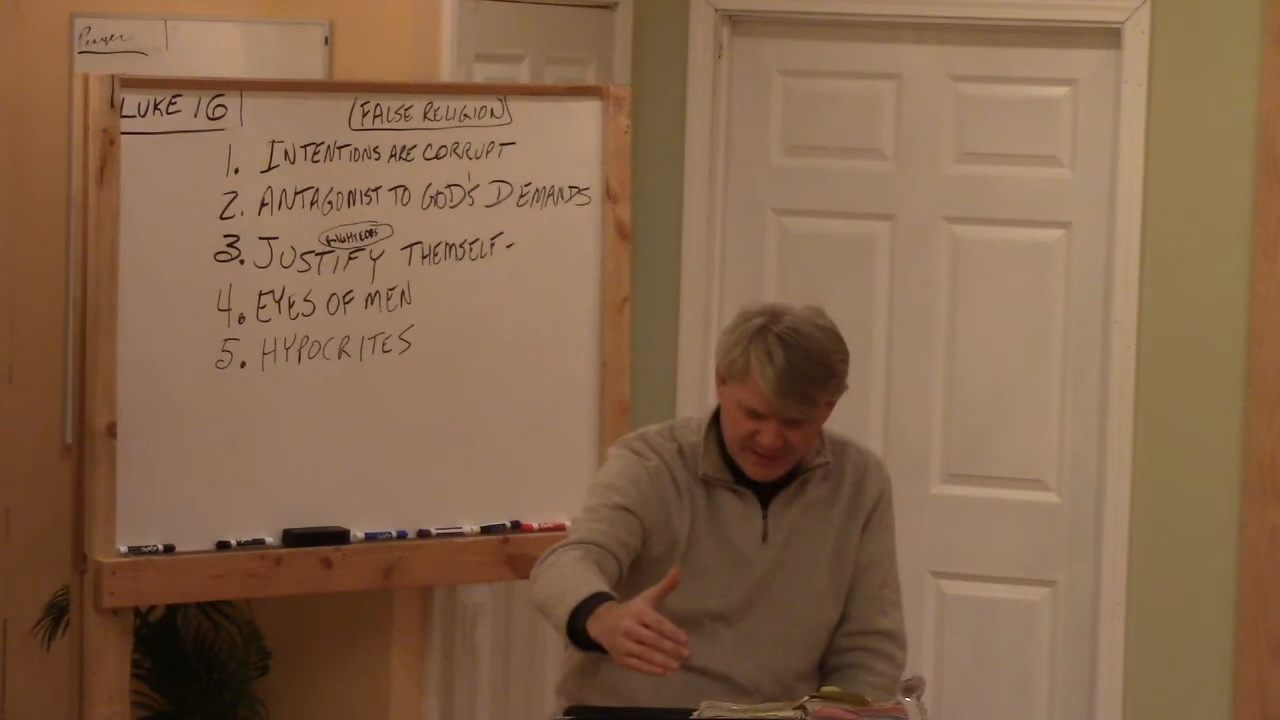 Prayer
LUKE 16
(FALSE RELIGION)
1. INTENTIONS ARE CORRUPT
2. ANTAGONIST TO GOD'S DEMANDS
RIGHTEOUS
3. JUSTIFY THEMSELF-
4. EYES OF MEN
5. HYPOCRITES